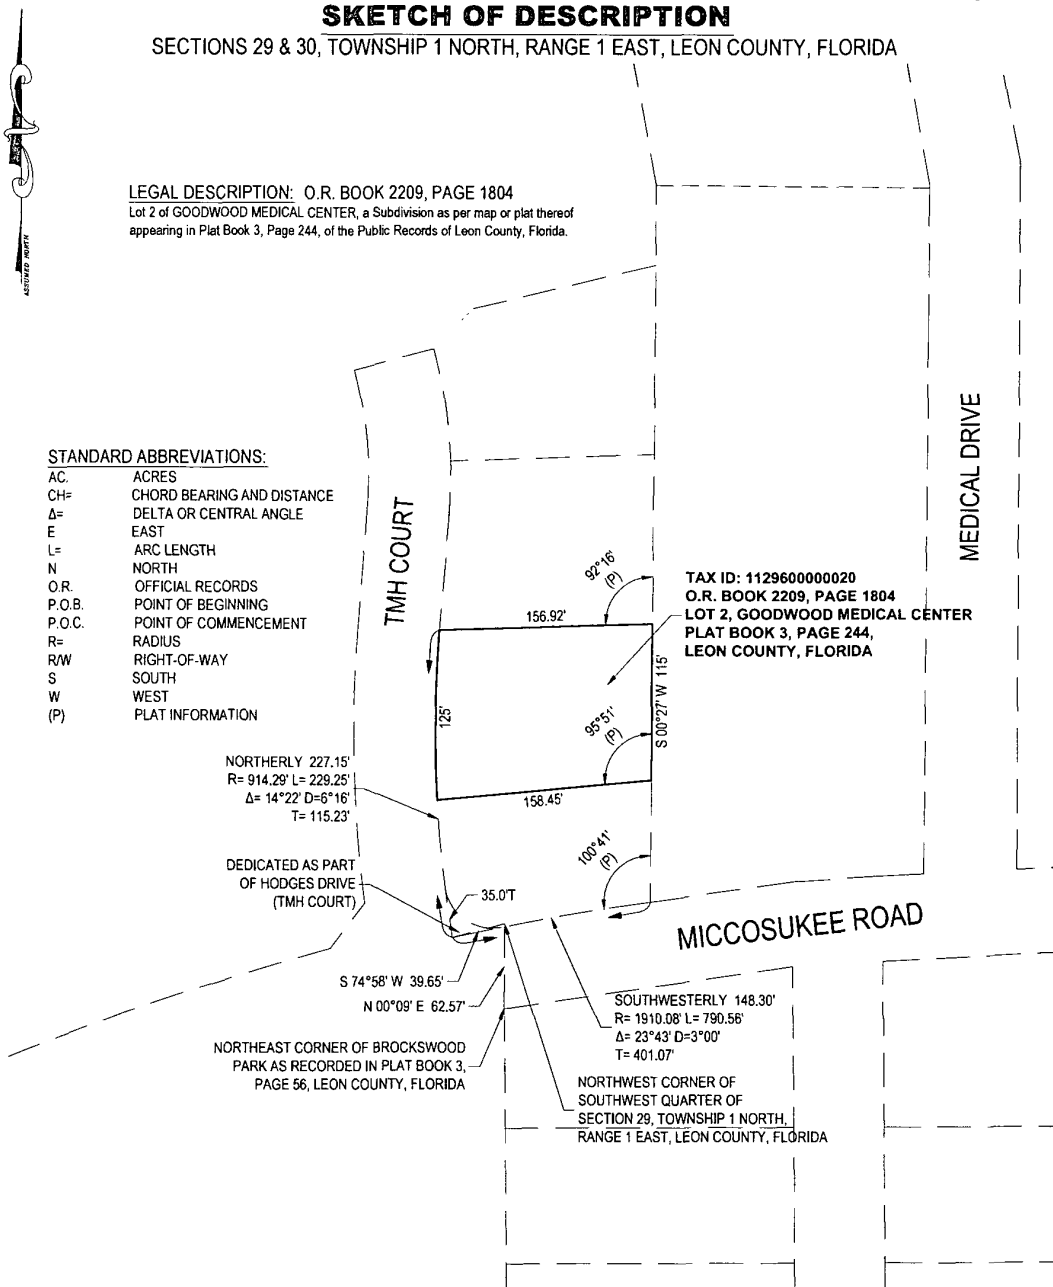 SKETCH OF DESCRIPTION
SECTIONS 29 & 30, TOWNSHIP 1 NORTH, RANGE 1 EAST, LEON COUNTY, FLORIDA
ASSUMED NORTH
LEGAL DESCRIPTION: O.R. BOOK 2209, PAGE 1804
Lot 2 of GOODWOOD MEDICAL CENTER, a Subdivision as per map or plat thereof
appearing in Plat Book 3, Page 244, of the Public Records of Leon County, Florida.
STANDARD ABBREVIATIONS:
AC. ACRES
CH= CHORD BEARING AND DISTANCE
Δ= DELTA OR CENTRAL ANGLE
E EAST
L= ARC LENGTH
N NORTH
O.R. OFFICIAL RECORDS
P.O.B. POINT OF BEGINNING
P.O.C. POINT OF COMMENCEMENT
R= RADIUS
R/W RIGHT-OF-WAY
S SOUTH
W WEST
(P) PLAT INFORMATION
TMH COURT
MEDICAL DRIVE
92°16'
(P)
156.92'
TAX ID: 1129600000020
O.R. BOOK 2209, PAGE 1804
LOT 2, GOODWOOD MEDICAL CENTER
PLAT BOOK 3, PAGE 244,
LEON COUNTY, FLORIDA
S 00°27' W 115'
125'
95°51'
(P)
158.45'
NORTHERLY 227.15'
R= 914.29' L= 229.25'
Δ= 14°22' D=6°16'
T= 115.23'
100°41'
(P)
DEDICATED AS PART
OF HODGES DRIVE
(TMH COURT)
35.0'T
MICCOSUKEE ROAD
S 74°58' W 39.65'
N 00°09' E 62.57'
SOUTHWESTERLY 148.30'
R= 1910.08' L= 790.56'
Δ= 23°43' D=3°00'
T= 401.07'
NORTHEAST CORNER OF BROCKSWOOD
PARK AS RECORDED IN PLAT BOOK 3,
PAGE 56, LEON COUNTY, FLORIDA
NORTHWEST CORNER OF
SOUTHWEST QUARTER OF
SECTION 29, TOWNSHIP 1 NORTH,
RANGE 1 EAST, LEON COUNTY, FLORIDA